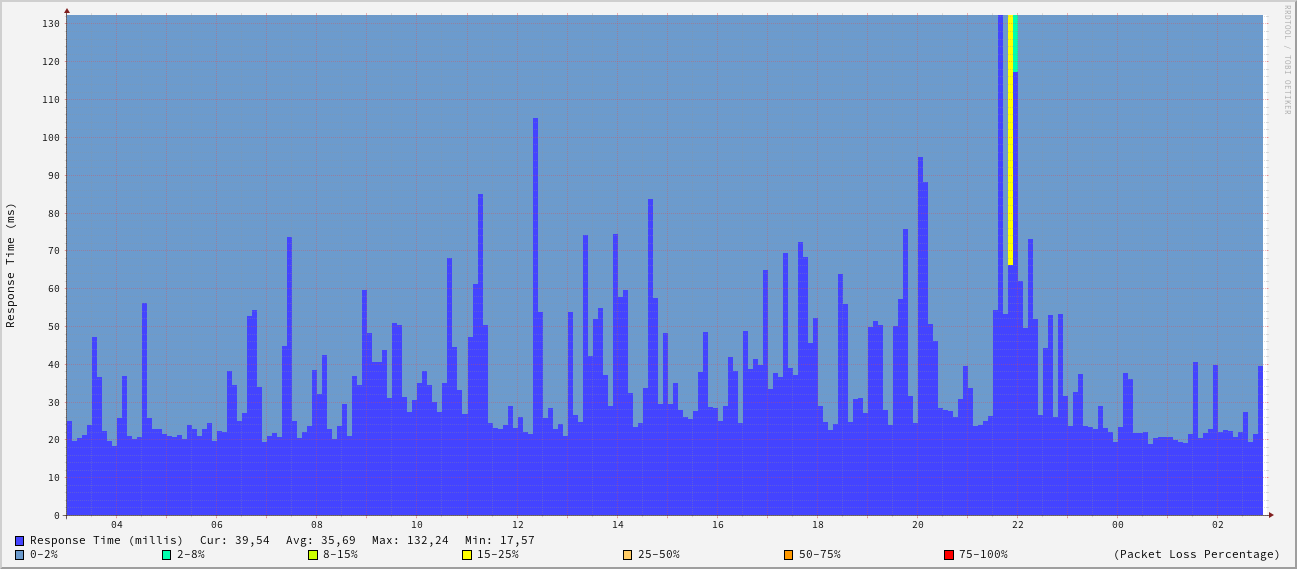 RRDTOOL / TOBI OETIKER
Response Time (ms)
130
120
110
100
90
80
70
60
50
40
30
20
10
0
04 06 08 10 12 14 16 18 20 22 00 02
Response Time (millis) Cur: 39,54 Avg: 35,69 Max: 132,24 Min: 17,57
0-2% 2-8% 8-15% 15-25% 25-50% 50-75% 75-100% (Packet Loss Percentage)